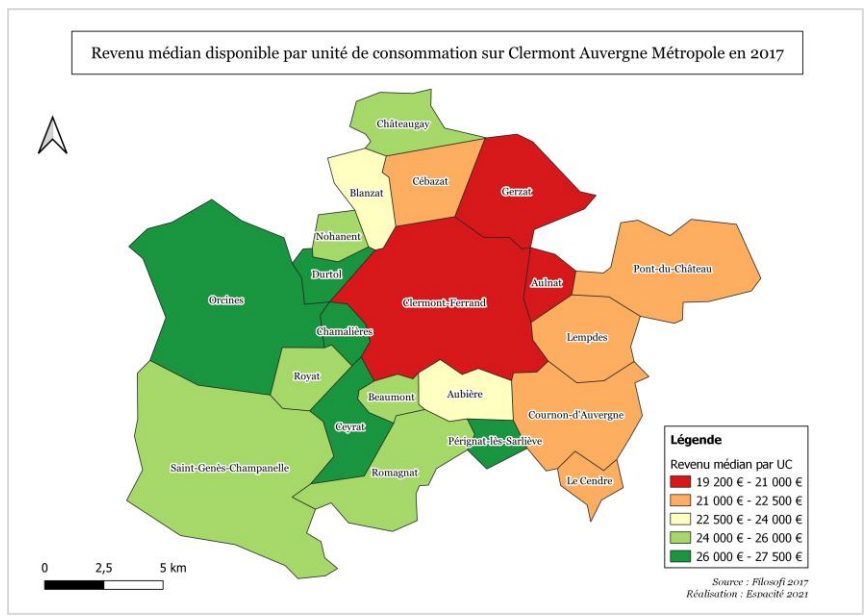 Revenu médian disponible par unité de consommation sur Clermont Auvergne Métropole en 2017
Châteaugay
Cébazat
Gerzat
Blanzat
Nohanent
Durtol
Pont-du-Château
Aulnat
Orcines
Clermont-Ferrand
Chamalières
Lempdes
Royat
Beaumont
Aubière
Cournon-d'Auvergne
Ceyrat
Pérignat-lès-Sarliève
Saint-Genès-Champanelle
Romagnat
Le Cendre
Légende
Revenu médian par UC
19 200 € - 21 000 €
21 000 € - 22 500 €
22 500 € - 24 000 €
24 000 € - 26 000 €
26 000 € - 27 500 €
0 2,5 5 km
Source : Filosofi 2017
Réalisation : Espacité 2021